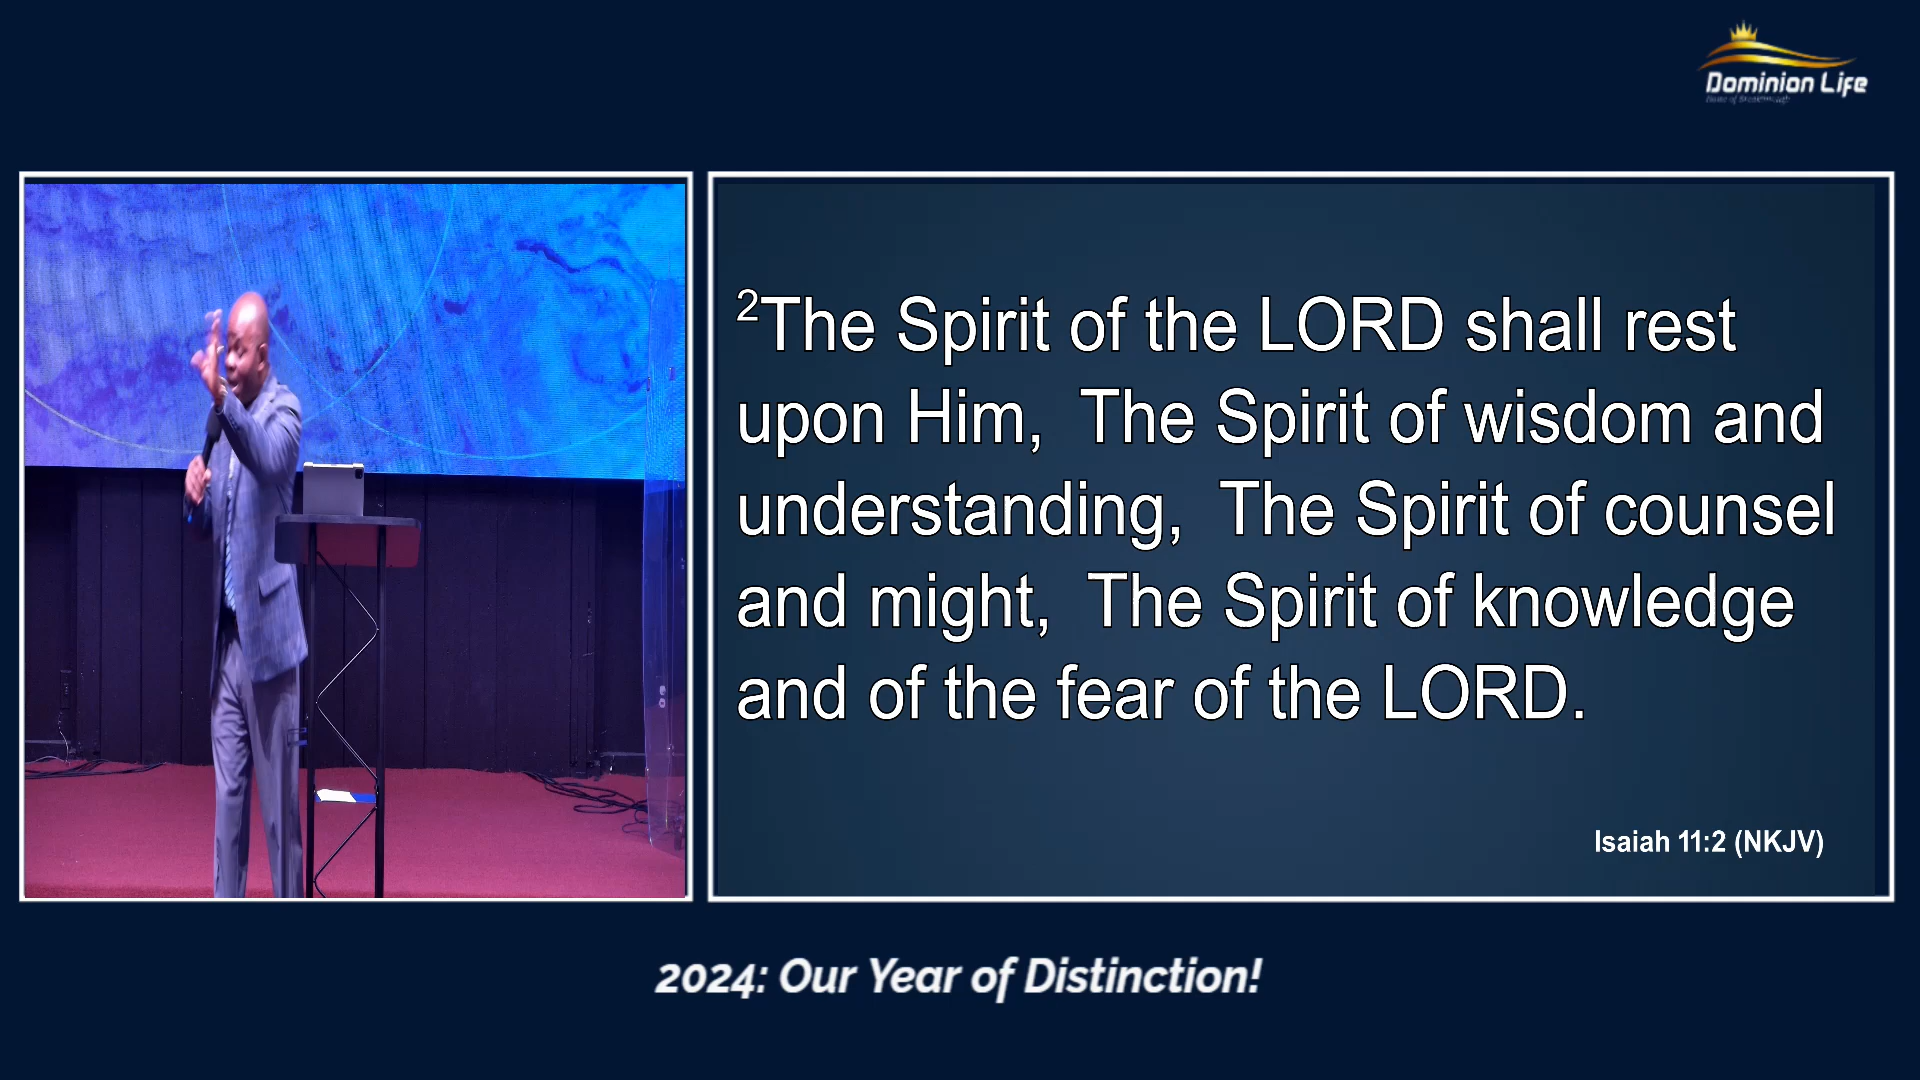 Dominion Life
²The Spirit of the LORD shall rest
upon Him,  The Spirit of wisdom and
understanding,  The Spirit of counsel
and might,  The Spirit of knowledge
and of the fear of the LORD.
Isaiah 11:2 (NKJV)
2024: Our Year of Distinction!